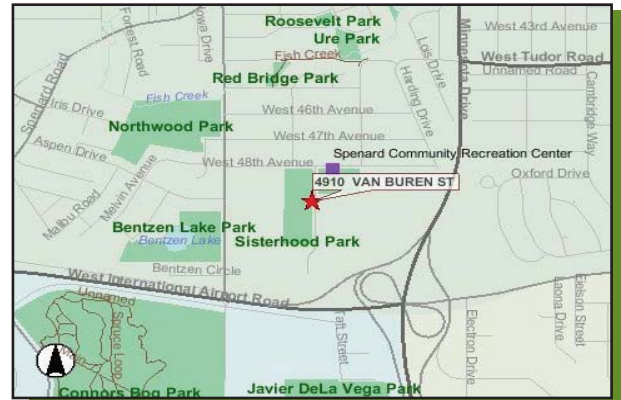 Roosevelt Park
West 43rd Avenue
Ure Park
Forrest Road
Iowa Drive
Lois Drive
Minnesota Drive
Fish Creek
West Tudor Road
Unnamed Road
Spenard Road
Red Bridge Park
Harding Drive
Cambridge Way
Fish Creek
Iris Drive
West 46th Avenue
Northwood Park
West 47th Avenue
Aspen Drive
West 48th Avenue
Spenard Community Recreation Center
Oxford Drive
4910 VAN BUREN ST
Melvin Avenue
Malibu Road
Bentzen Lake Park
Bentzen Lake
Sisterhood Park
Bentzen Circle
West International Airport Road
Unnamed
Spruce Loop
Taft Street
Electron Drive
Laona Drive
Eielson Street
Connors Bog Park
Javier DeLa Vega Park